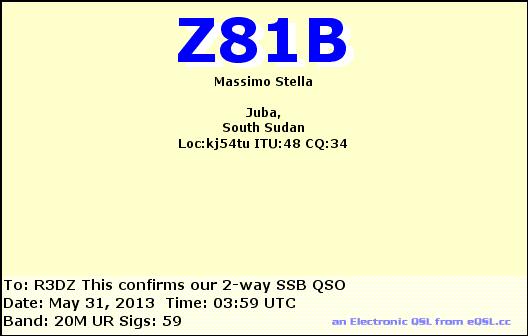 Z81B
Massimo Stella
Juba,
South Sudan
Loc:kj54tu ITU:48 CQ:34
To: R3DZ This confirms our 2-way SSB QSO
Date: May 31, 2013 Time: 03:59 UTC
Band: 20M UR Sigs: 59
an Electronic QSL from eQSL.cc